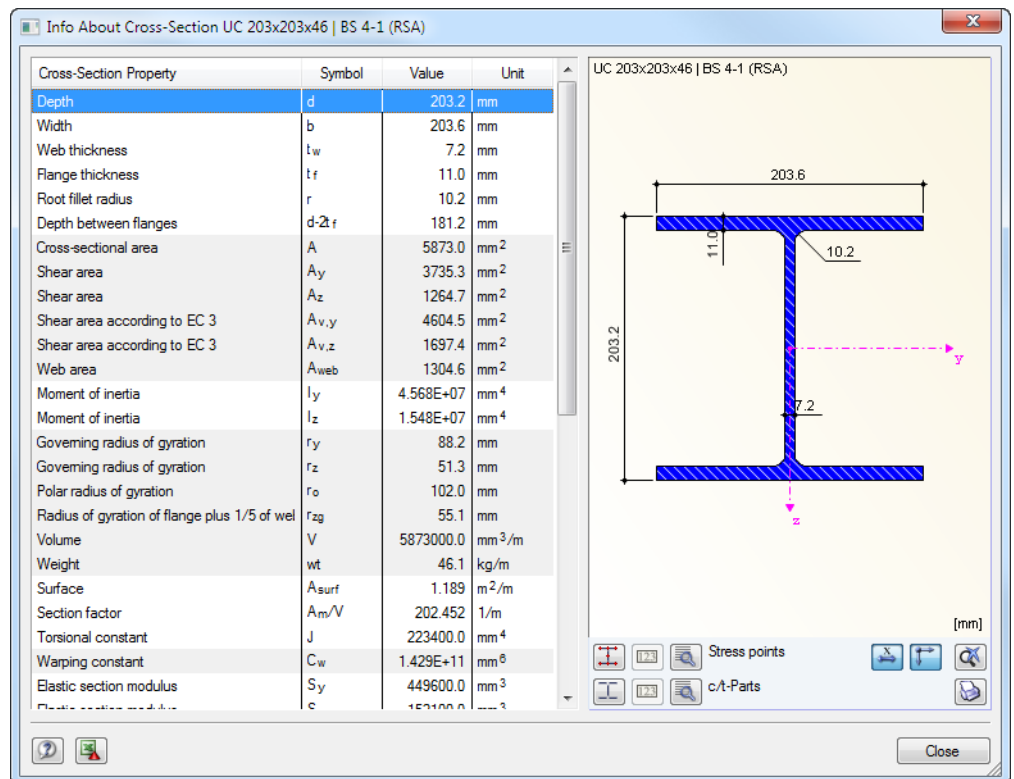 Info About Cross-Section UC 203x203x46 | BS 4-1 (RSA)
Cross-Section Property Symbol Value Unit
Depth d 203.2 mm
Width b 203.6 mm
Web thickness tw 7.2 mm
Flange thickness tf 11.0 mm
Root fillet radius r 10.2 mm
Depth between flanges d-2tf 181.2 mm
Cross-sectional area A 5873.0 mm2
Shear area Ay 3735.3 mm2
Shear area Az 1264.7 mm2
Shear area according to EC 3 Av,y 4604.5 mm2
Shear area according to EC 3 Av,z 1697.4 mm2
Web area Aweb 1304.6 mm2
Moment of inertia Iy 4.568E+07 mm4
Moment of inertia Iz 1.548E+07 mm4
Governing radius of gyration ry 88.2 mm
Governing radius of gyration rz 51.3 mm
Polar radius of gyration ro 102.0 mm
Radius of gyration of flange plus 1/5 of wel rzg 55.1 mm
Volume V 5873000.0 mm3/m
Weight wt 46.1 kg/m
Surface Asurf 1.189 m2/m
Section factor Am/V 202.452 1/m
Torsional constant J 223400.0 mm4
Warping constant Cw 1.429E+11 mm6
Elastic section modulus Sy 449600.0 mm3
UC 203x203x46 | BS 4-1 (RSA)
203.6
11.0
10.2
203.2
y
7.2
z
[mm]
Stress points
c/t-Parts
Close